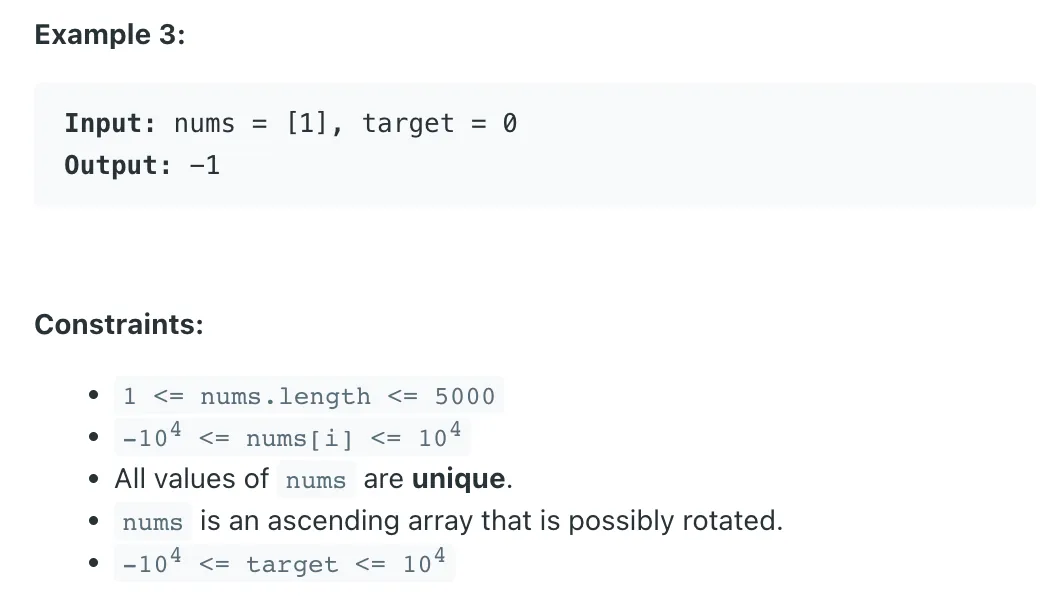 Example 3:
Input: nums = [1], target = 0
Output: -1
Constraints:
• 1 <= nums.length <= 5000
• -10⁴ <= nums[i] <= 10⁴
• All values of nums are unique.
• nums is an ascending array that is possibly rotated.
• -10⁴ <= target <= 10⁴